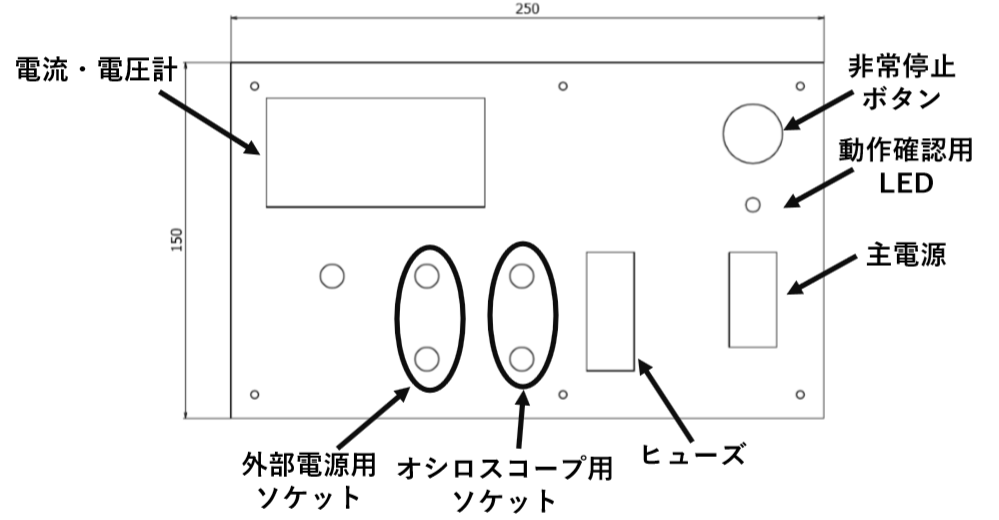 250
電流・電圧計
非常停止
ボタン
動作確認用
LED
150
主電源
外部電源用
ソケット
オシロスコープ用
ソケット
ヒューズ